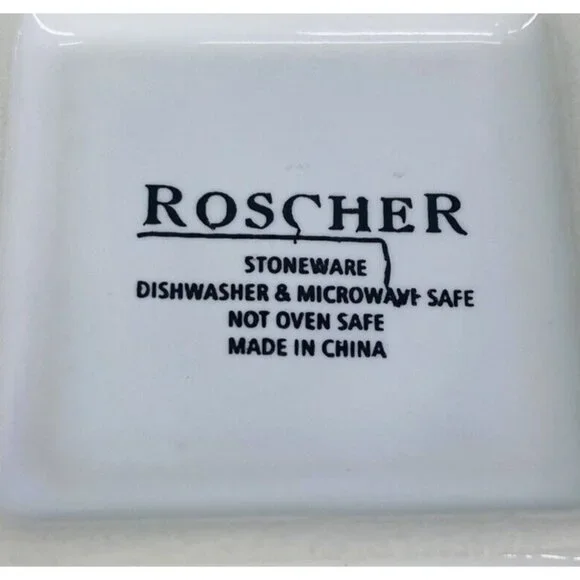 ROSCHER
STONEWARE
DISHWASHER & MICROWAVE SAFE
NOT OVEN SAFE
MADE IN CHINA